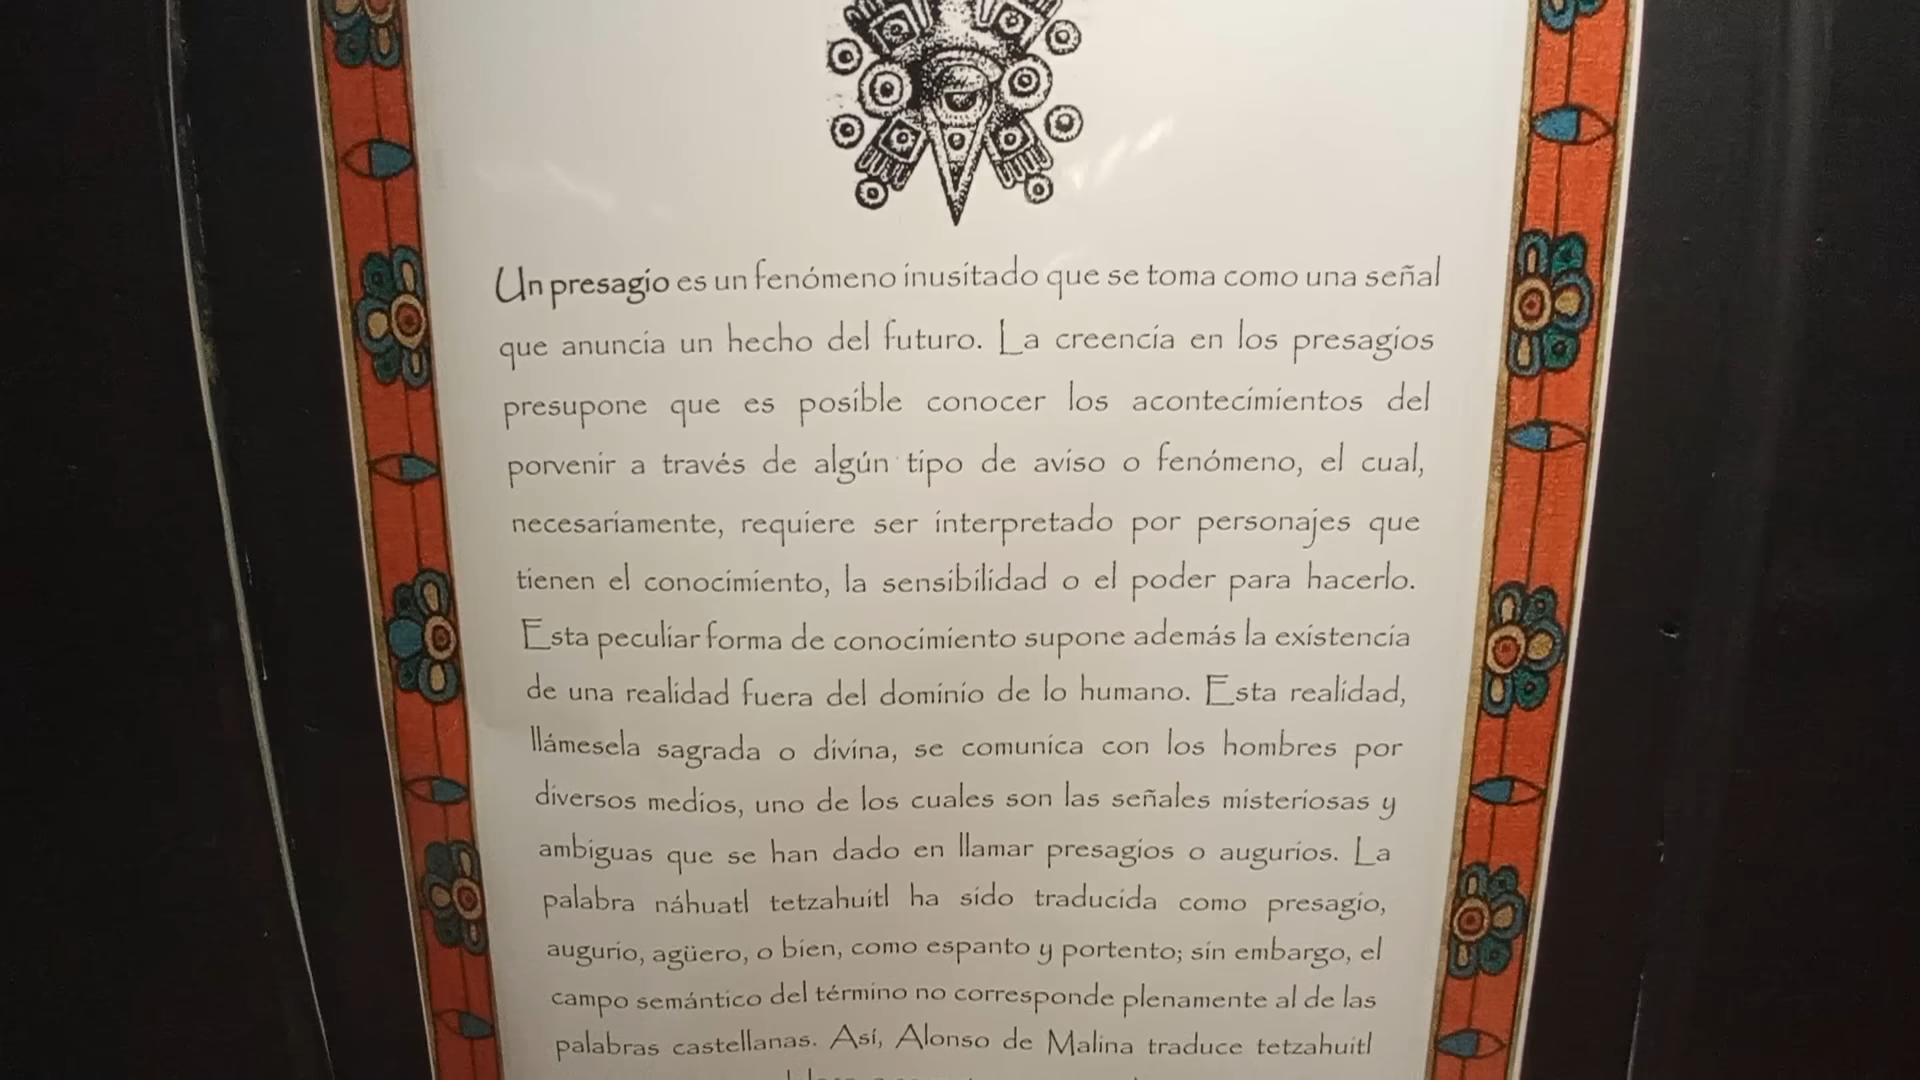 Un presagio es un fenómeno inusitado que se toma como una señal
que anuncia un hecho del futuro. La creencia en los presagios
presupone que es posible conocer los acontecimientos del
porvenir a través de algún tipo de aviso o fenómeno, el cual,
necesariamente, requiere ser interpretado por personajes que
tienen el conocimiento, la sensibilidad o el poder para hacerlo.
Esta peculiar forma de conocimiento supone además la existencia
de una realidad fuera del dominio de lo humano. Esta realidad,
llámesela sagrada o divina, se comunica con los hombres por
diversos medios, uno de los cuales son las señales misteriosas y
ambiguas que se han dado en llamar presagios o augurios. La
palabra náhuatl tetzahuitl ha sido traducida como presagio,
augurio, agüero, o bien, como espanto y portento; sin embargo, el
campo semántico del término no corresponde plenamente al de las
palabras castellanas. Así, Alonso de Malina traduce tetzahuitl